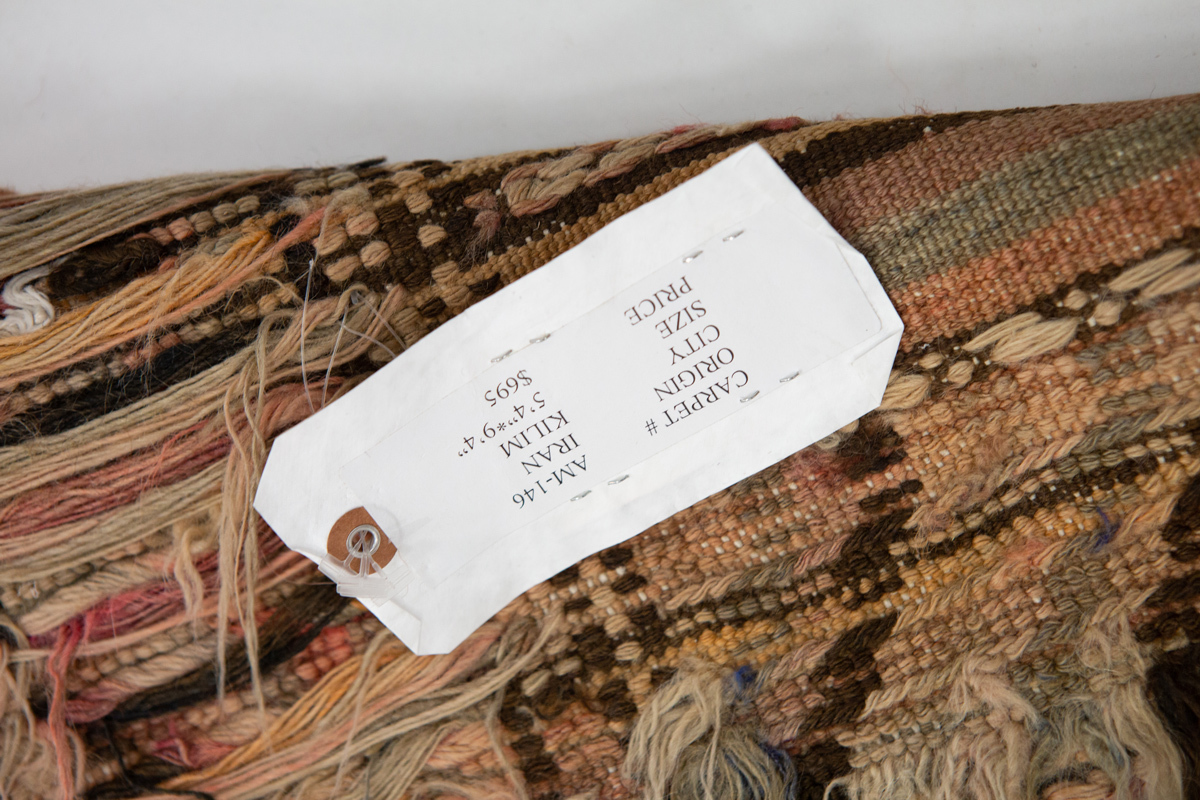 CARPET # AM-146
ORIGIN IRAN
CITY KILIM
SIZE 5'4"*9'4"
PRICE $695